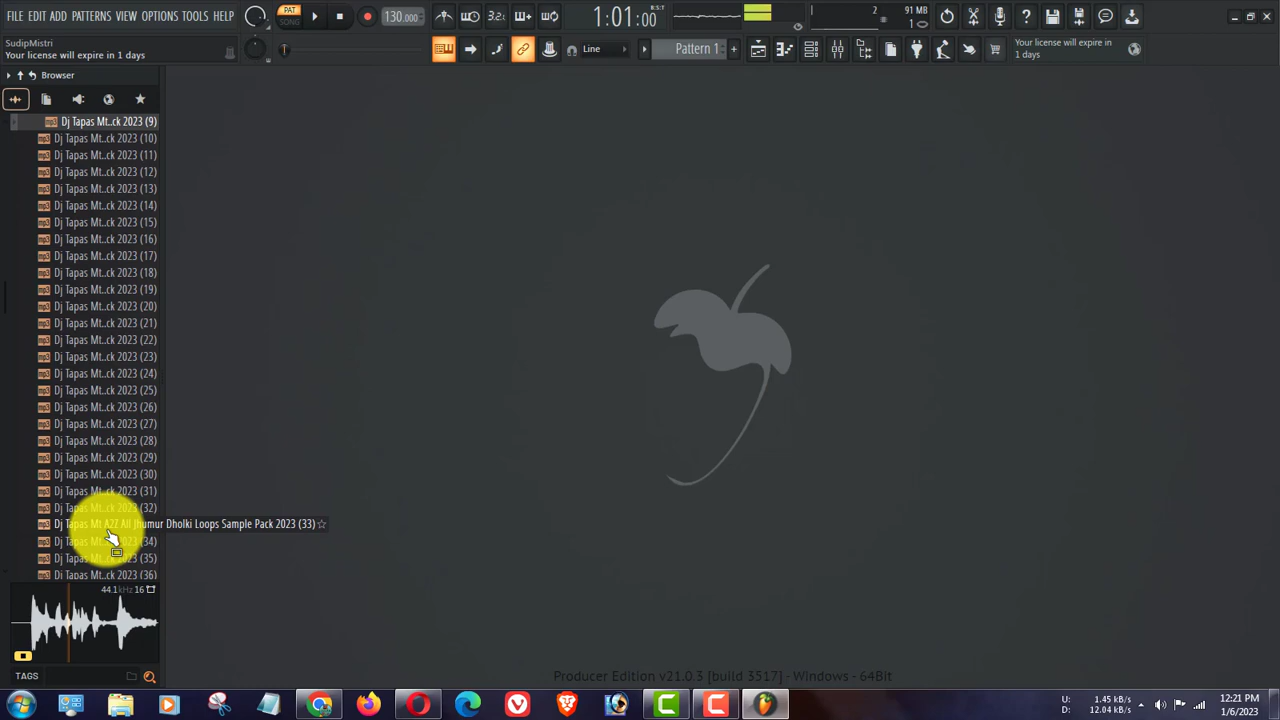 FILE EDIT ADD PATTERNS VIEW OPTIONS TOOLS HELP
PAT
SONG
130.000
3.2.
1:01:00
B:S:T
2
91 MB
1
SudipMistri
Your license will expire in 1 days
Line
Pattern 1
Your license will expire in
1 days
Browser
Dj Tapas Mt..ck 2023 (9)
Dj Tapas Mt..ck 2023 (10)
Dj Tapas Mt..ck 2023 (11)
Dj Tapas Mt..ck 2023 (12)
Dj Tapas Mt..ck 2023 (13)
Dj Tapas Mt..ck 2023 (14)
Dj Tapas Mt..ck 2023 (15)
Dj Tapas Mt..ck 2023 (16)
Dj Tapas Mt..ck 2023 (17)
Dj Tapas Mt..ck 2023 (18)
Dj Tapas Mt..ck 2023 (19)
Dj Tapas Mt..ck 2023 (20)
Dj Tapas Mt..ck 2023 (21)
Dj Tapas Mt..ck 2023 (22)
Dj Tapas Mt..ck 2023 (23)
Dj Tapas Mt..ck 2023 (24)
Dj Tapas Mt..ck 2023 (25)
Dj Tapas Mt..ck 2023 (26)
Dj Tapas Mt..ck 2023 (27)
Dj Tapas Mt..ck 2023 (28)
Dj Tapas Mt..ck 2023 (29)
Dj Tapas Mt..ck 2023 (30)
Dj Tapas Mt..ck 2023 (31)
Dj Tapas Mt..ck 2023 (32)
Dj Tapas Mt A2Z All Jhumur Dholki Loops Sample Pack 2023 (33)
Dj Tapas Mt..ck 2023 (34)
Dj Tapas Mt..ck 2023 (35)
Dj Tapas Mt..ck 2023 (36)
44.1kHz 16
TAGS
Producer Edition v21.0.3 [build 3517] - Windows - 64Bit
U: 1.45 kB/s
D: 12.04 kB/s
12:21 PM
1/6/2023